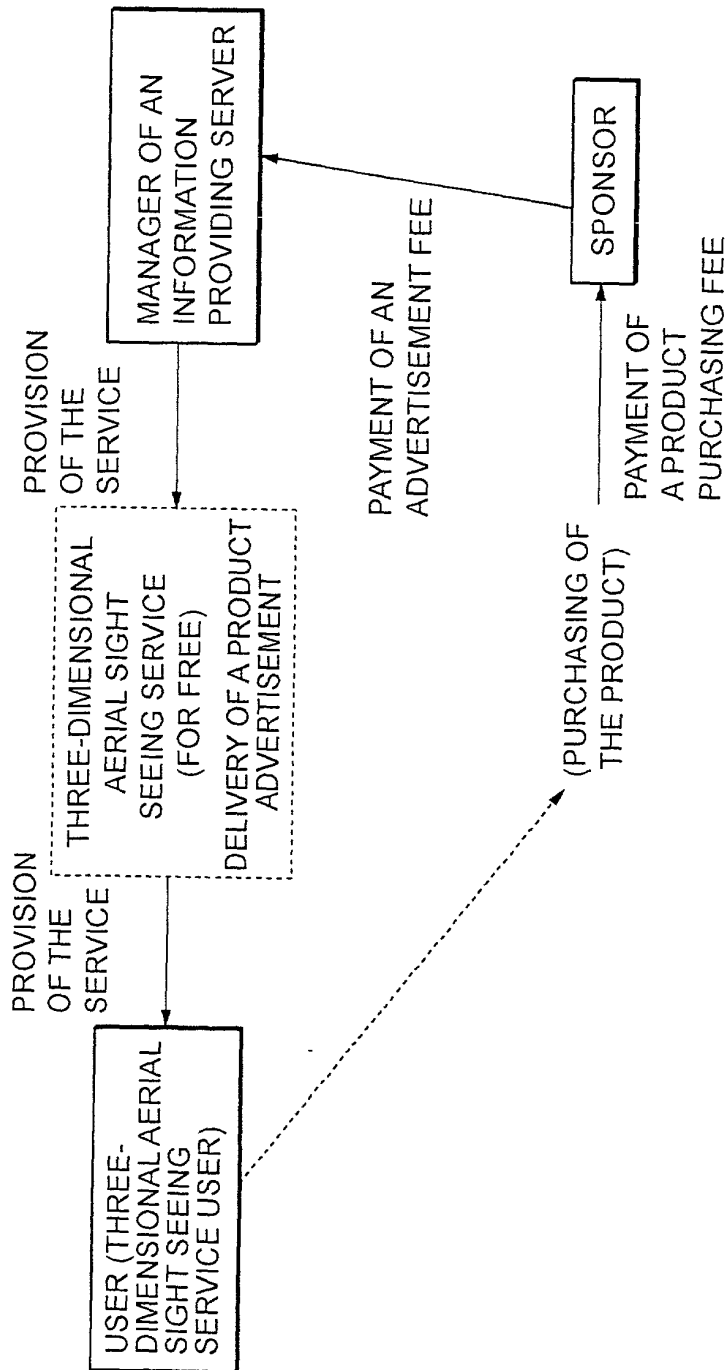 PROVISION
OF THE
SERVICE
PROVISION
OF THE
SERVICE
USER (THREE-
DIMENSIONAL AERIAL
SIGHT SEEING
SERVICE USER)
THREE-DIMENSIONAL
AERIAL SIGHT
SEEING SERVICE
(FOR FREE)
DELIVERY OF A PRODUCT
ADVERTISEMENT
MANAGER OF AN
INFORMATION
PROVIDING SERVER
PAYMENT OF AN
ADVERTISEMENT FEE
(PURCHASING OF
THE PRODUCT)
SPONSOR
PAYMENT OF
A PRODUCT
PURCHASING FEE